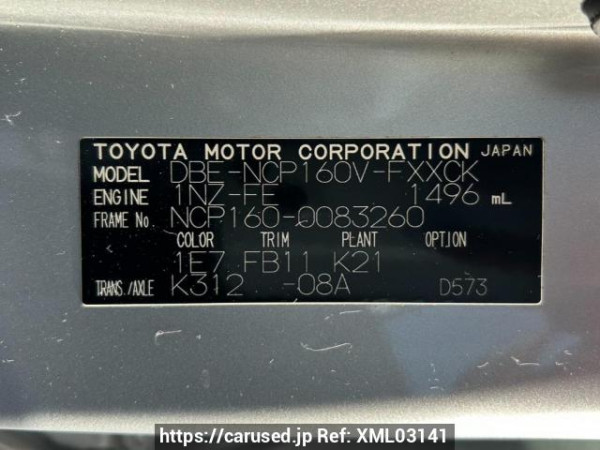 TOYOTA MOTOR CORPORATION JAPAN
MODEL DBE-NCP160V-FXXCK
ENGINE 1NZ-FE 1496 mL
FRAME No. NCP160-0083260
COLOR TRIM PLANT OPTION
1E7 FB11 K21
TRANS./AXLE K312 -08A D573
https://carused.jp Ref: XML03141